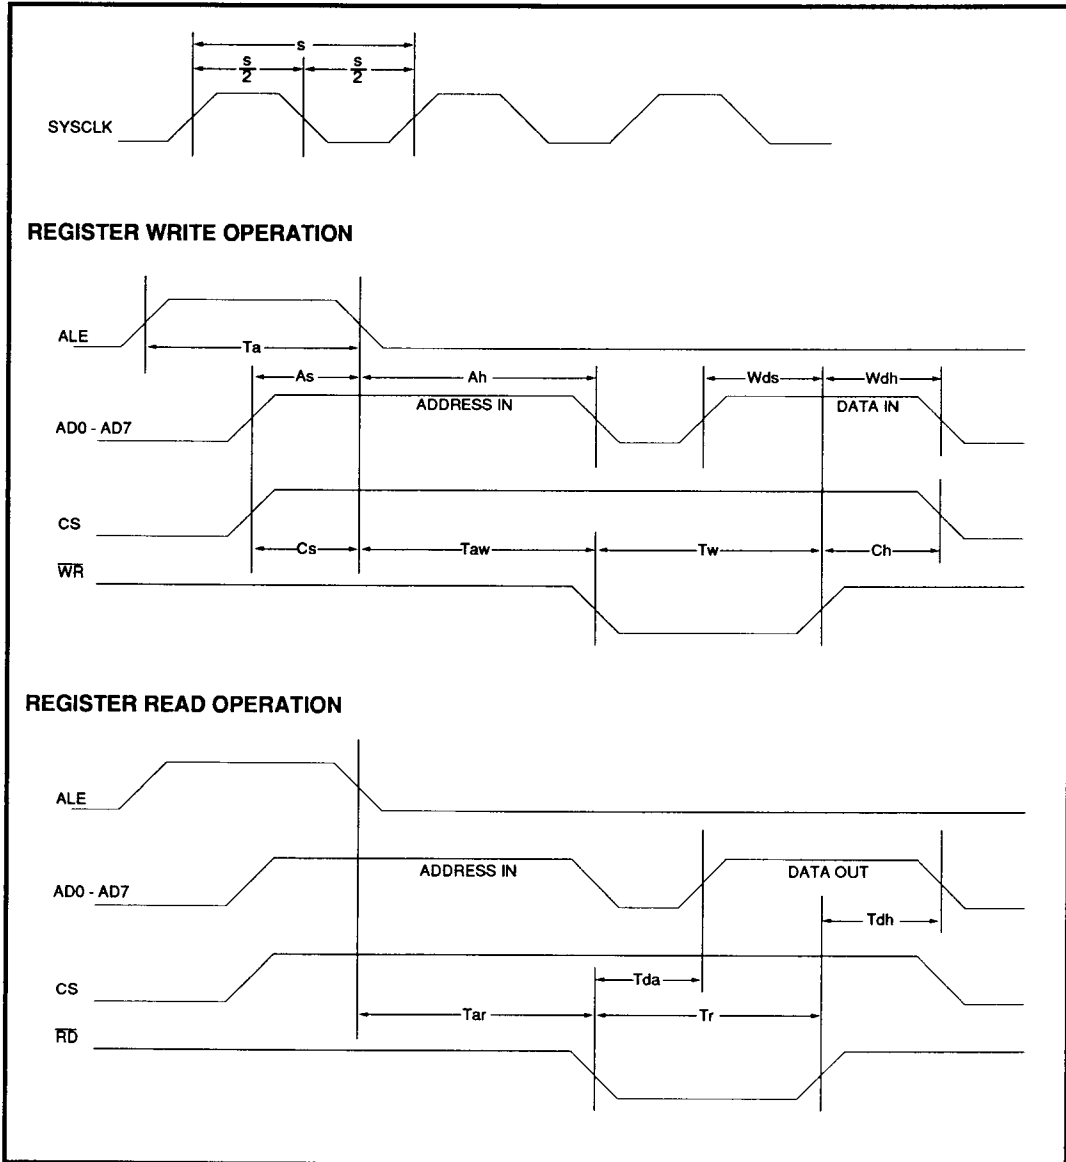 s
s/2 s/2
SYSCLK
REGISTER WRITE OPERATION
ALE
Ta
As Ah Wds Wdh
ADDRESS IN DATA IN
AD0 - AD7
CS
Cs Taw Tw Ch
WR
REGISTER READ OPERATION
ALE
ADDRESS IN DATA OUT
AD0 - AD7
Tdh
Tda
CS
Tar Tr
RD